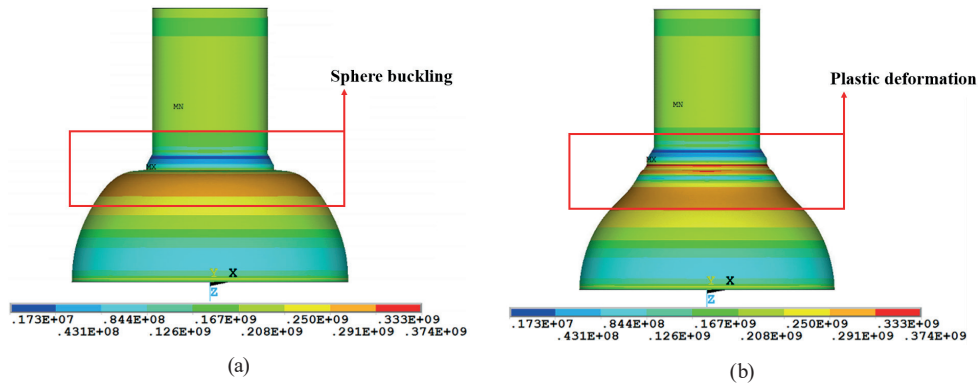 Sphere buckling
MN
MX
Y
X
Z
.173E+07 .844E+08 .167E+09 .250E+09 .333E+09
.431E+08 .126E+09 .208E+09 .291E+09 .374E+09
(a)
Plastic deformation
MN
MX
Y
X
Z
.173E+07 .844E+08 .167E+09 .250E+09 .333E+09
.431E+08 .126E+09 .208E+09 .291E+09 .374E+09
(b)